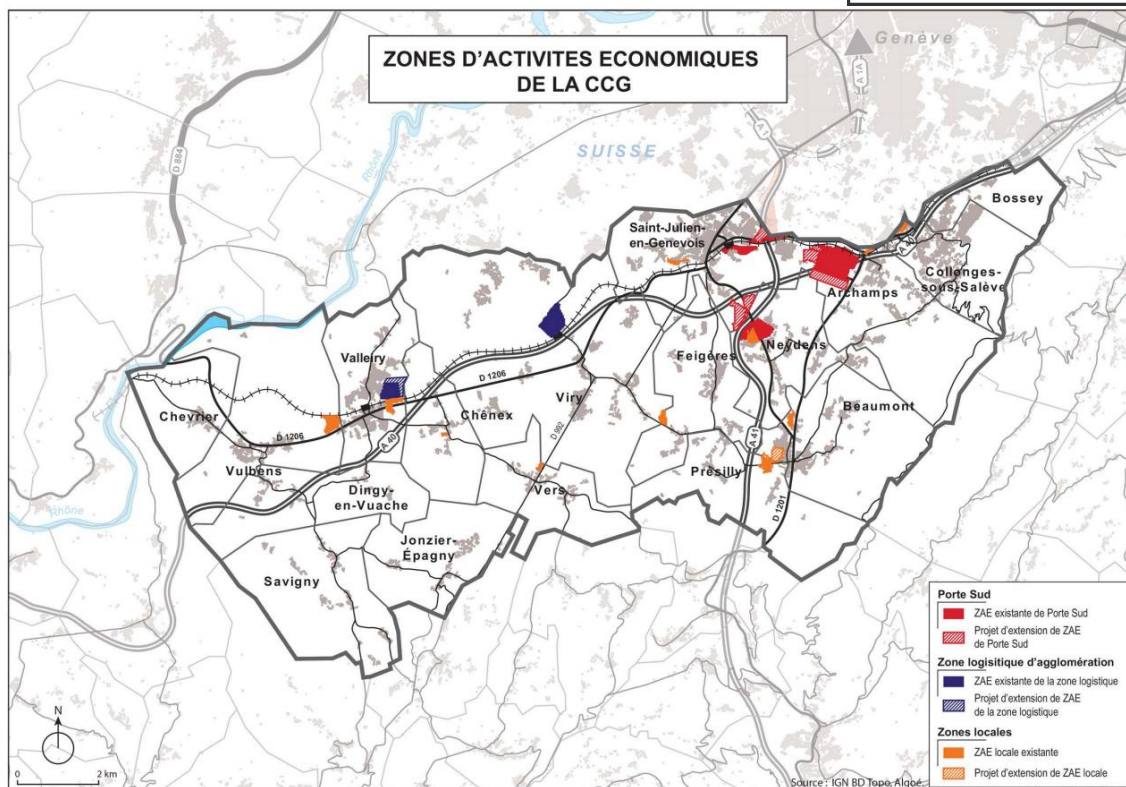 ZONES D'ACTIVITES ECONOMIQUES
DE LA CCG
Genève
A 1A
A1
SUISSE
D 884
Rhône
Bossey
Saint-Julien-
en-Genevois
A 40
Collonges-
sous-Salève
Archamps
Neydens
Feigères
Valleiry
D 1206
Viry
Chênex
Beaumont
Chevrier
D 1206
A 40
D 992
A 41
Vulbens
Présilly
Vers
Dingy-
en-Vuache
D 1201
Rhône
Jonzier-
Épagny
Savigny
Porte Sud
ZAE existante de Porte Sud
Projet d'extension de ZAE
de Porte Sud
Zone logisitique d'agglomération
ZAE existante de la zone logistique
Projet d'extension de ZAE
de la zone logistique
Zones locales
ZAE locale existante
Projet d'extension de ZAE locale
N
0 2 km
Source : IGN BD Topo, Algoé